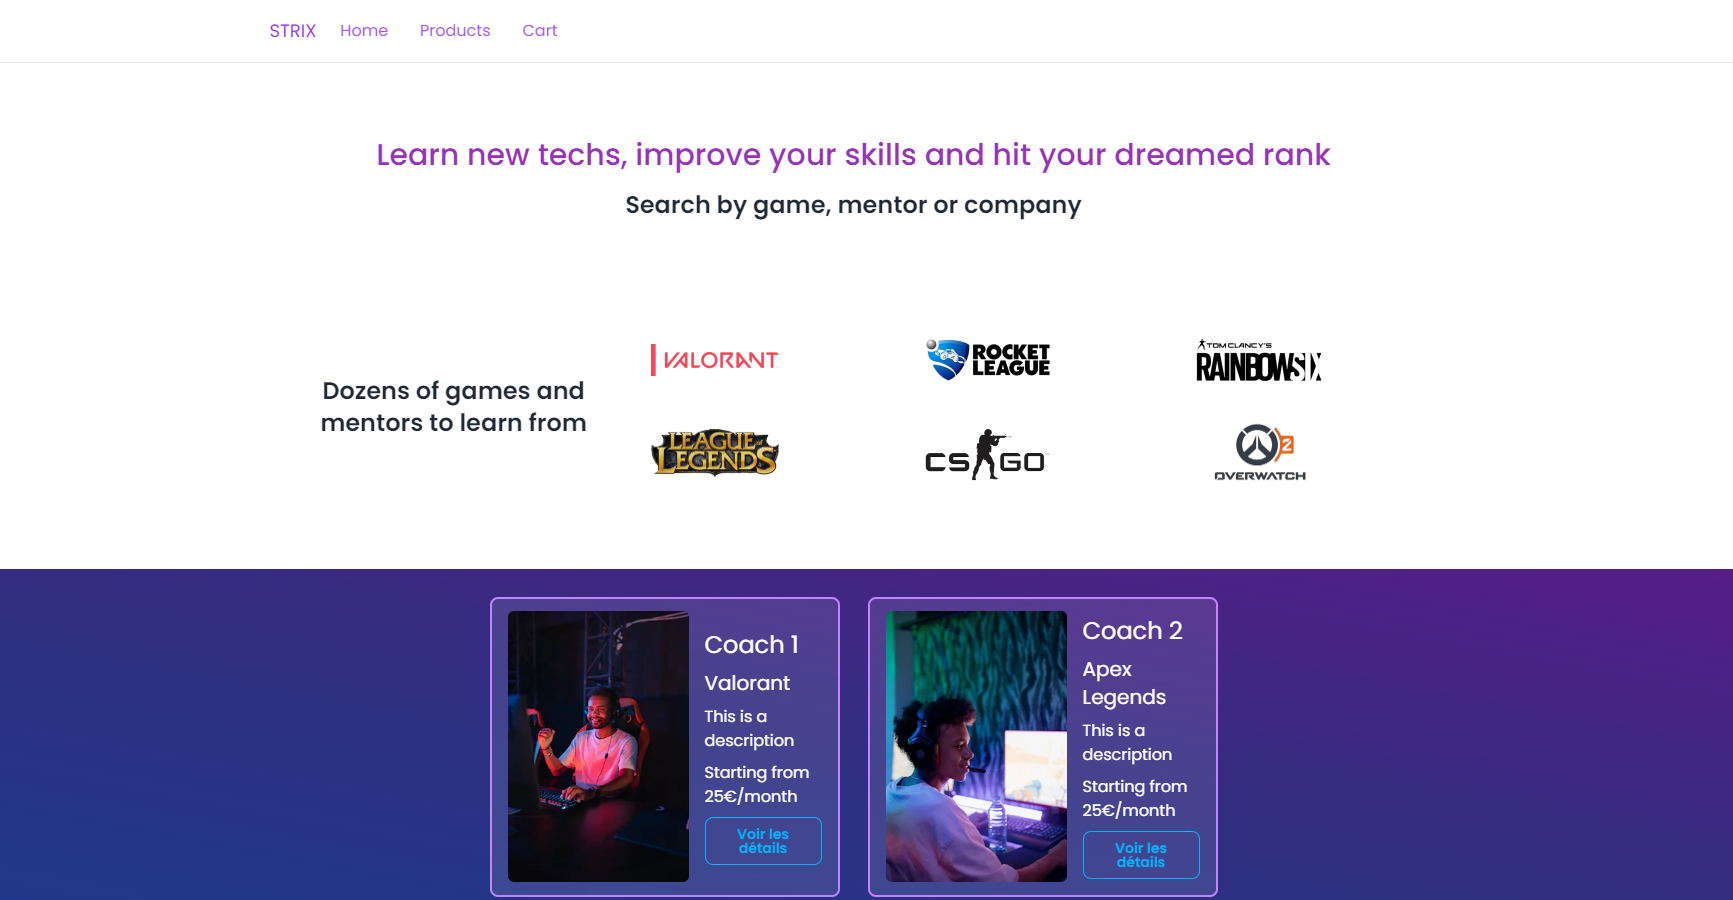 STRIX Home Products Cart
Learn new techs, improve your skills and hit your dreamed rank
Search by game, mentor or company
Dozens of games and
mentors to learn from
VALORANT
ROCKET
LEAGUE
TOM CLANCY'S
RAINBOWSIX
LEAGUE of
LEGENDS
CS GO
2
OVERWATCH
Coach 1
Valorant
This is a
description
Starting from
25€/month
Voir les
détails
Coach 2
Apex
Legends
This is a
description
Starting from
25€/month
Voir les
détails